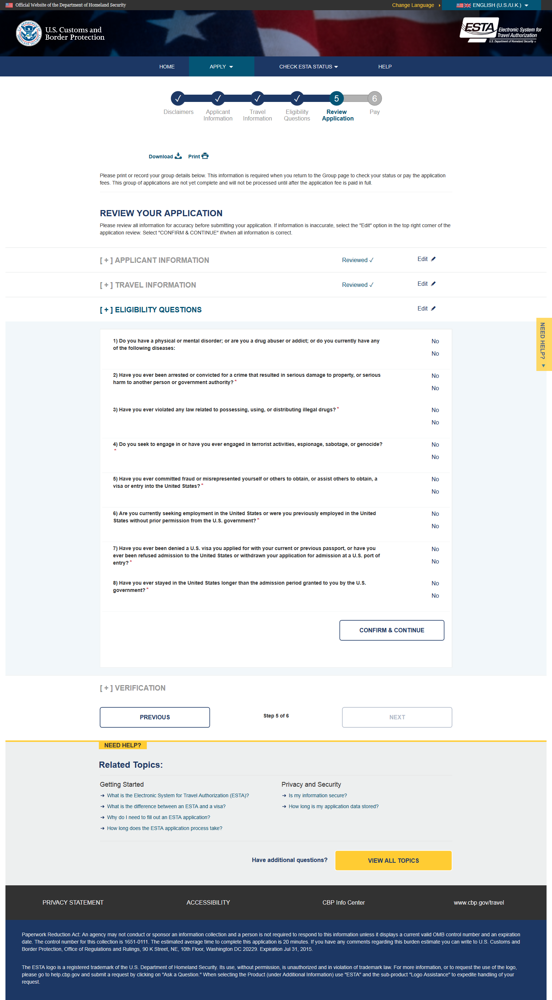 Official Website of the Department of Homeland Security
Change Language
ENGLISH (U.S./U.K.)
U.S. Customs and
Border Protection
ESTA
Electronic System for
Travel Authorization
U.S. Department of Homeland Security
HOME
APPLY
CHECK ESTA STATUS
HELP
✓ ✓ ✓ ✓ 5 6
Disclaimers
Applicant
Information
Travel
Information
Eligibility
Questions
Review
Application
Pay
Download
Print
Please print or record your group details below. This information is required when you return to the Group page to check your status or pay the application
fees. This group of applications are not yet complete and will not be processed until after the application fee is paid in full.
REVIEW YOUR APPLICATION
Please review all information for accuracy before submitting your application. If information is inaccurate, select the "Edit" option in the top right corner of the
application review. Select "CONFIRM & CONTINUE" if/when all information is correct.
[ + ] APPLICANT INFORMATION
Reviewed ✓
Edit
[ + ] TRAVEL INFORMATION
Reviewed ✓
Edit
[ + ] ELIGIBILITY QUESTIONS
Edit
NEED HELP?
1) Do you have a physical or mental disorder; or are you a drug abuser or addict; or do you currently have any
of the following diseases:
No
No
2) Have you ever been arrested or convicted for a crime that resulted in serious damage to property, or serious
harm to another person or government authority? *
No
No
3) Have you ever violated any law related to possessing, using, or distributing illegal drugs? *
No
No
4) Do you seek to engage in or have you ever engaged in terrorist activities, espionage, sabotage, or genocide?
*
No
No
5) Have you ever committed fraud or misrepresented yourself or others to obtain, or assist others to obtain, a
visa or entry into the United States? *
No
No
6) Are you currently seeking employment in the United States or were you previously employed in the United
States without prior permission from the U.S. government? *
No
No
7) Have you ever been denied a U.S. visa you applied for with your current or previous passport, or have you
ever been refused admission to the United States or withdrawn your application for admission at a U.S. port of
entry? *
No
No
8) Have you ever stayed in the United States longer than the admission period granted to you by the U.S.
government? *
No
No
CONFIRM & CONTINUE
[ + ] VERIFICATION
PREVIOUS
Step 5 of 6
NEXT
NEED HELP?
Related Topics:
Getting Started
➔ What is the Electronic System for Travel Authorization (ESTA)?
➔ What is the difference between an ESTA and a visa?
➔ Why do I need to fill out an ESTA application?
➔ How long does the ESTA application process take?
Privacy and Security
➔ Is my information secure?
➔ How long is my application data stored?
Have additional questions?
VIEW ALL TOPICS
PRIVACY STATEMENT
ACCESSIBILITY
CBP Info Center
www.cbp.gov/travel
Paperwork Reduction Act: An agency may not conduct or sponsor an information collection and a person is not required to respond to this information unless it displays a current valid OMB control number and an expiration
date. The control number for this collection is 1651-0111. The estimated average time to complete this application is 20 minutes. If you have any comments regarding this burden estimate you can write to U.S. Customs and
Border Protection, Office of Regulations and Rulings, 90 K Street, NE, 10th Floor, Washington DC 20229. Expiration Jul 31, 2015.
The ESTA logo is a registered trademark of the U.S. Department of Homeland Security. Its use, without permission, is unauthorized and in violation of trademark law. For more information, or to request the use of the logo,
please go to help.cbp.gov and submit a request by clicking on "Ask a Question." When selecting the Product (under Additional Information) use "ESTA" and the sub-product "Logo Assistance" to expedite handling of your
request.